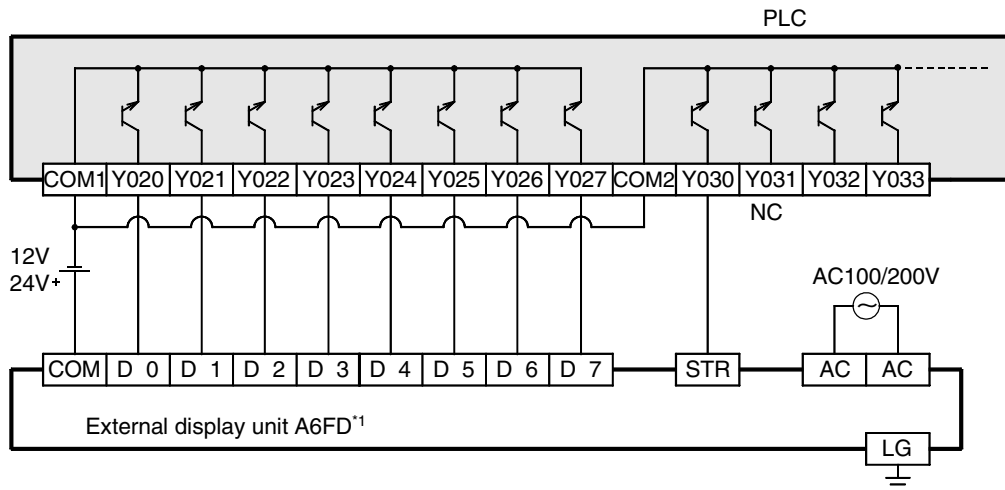 PLC
COM1 Y020 Y021 Y022 Y023 Y024 Y025 Y026 Y027 COM2 Y030 Y031 Y032 Y033
NC
12V
24V+
AC100/200V
COM D 0 D 1 D 2 D 3 D 4 D 5 D 6 D 7 STR AC AC
External display unit A6FD*1
LG